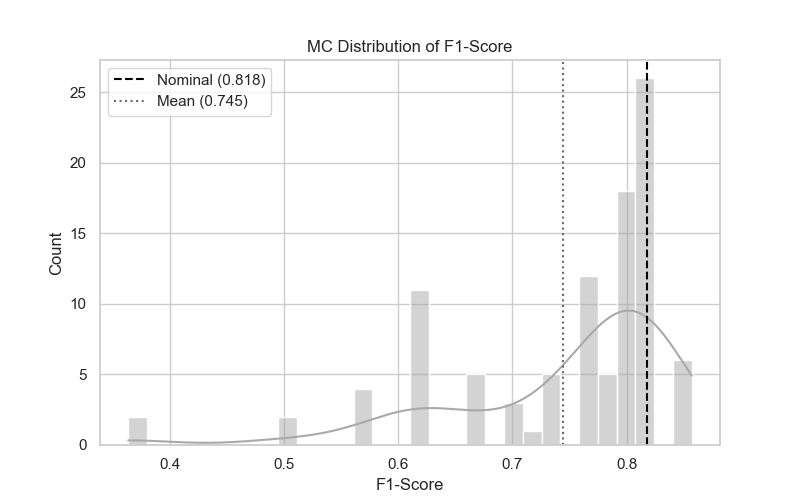 MC Distribution of F1-Score
Nominal (0.818)
Mean (0.745)
Count
25
20
15
10
5
0
0.4 0.5 0.6 0.7 0.8
F1-Score